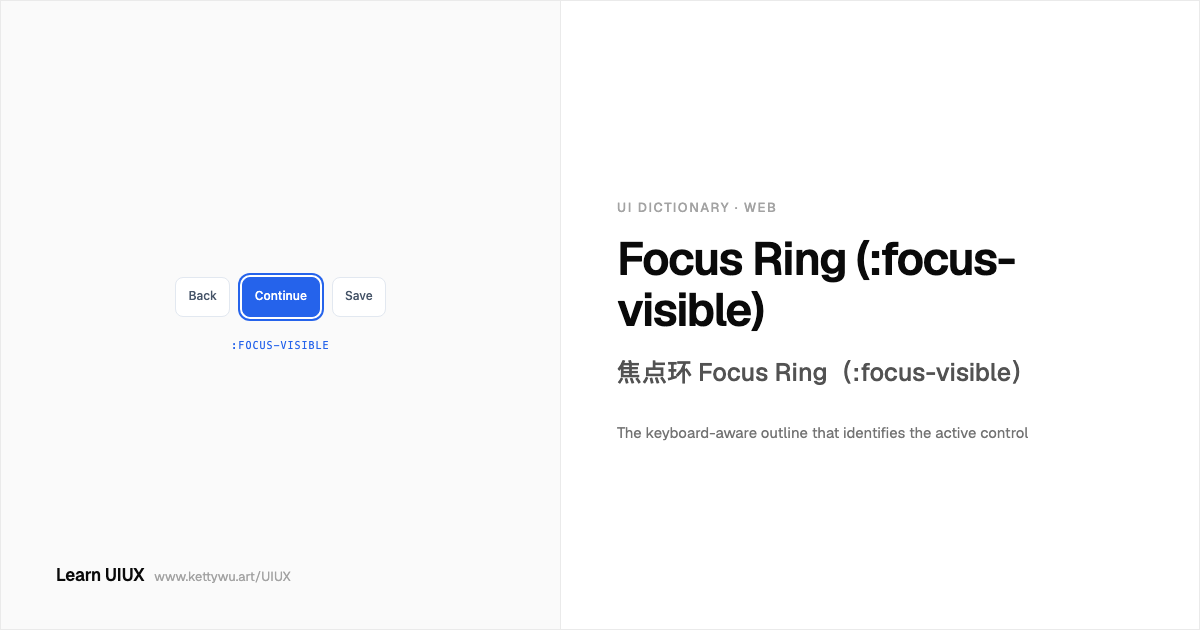 Back
Continue
Save
:FOCUS-VISIBLE
Learn UIUX www.kettywu.art/UIUX
UI DICTIONARY · WEB
Focus Ring (:focus-
visible)
焦点环 Focus Ring（:focus-visible）
The keyboard-aware outline that identifies the active control